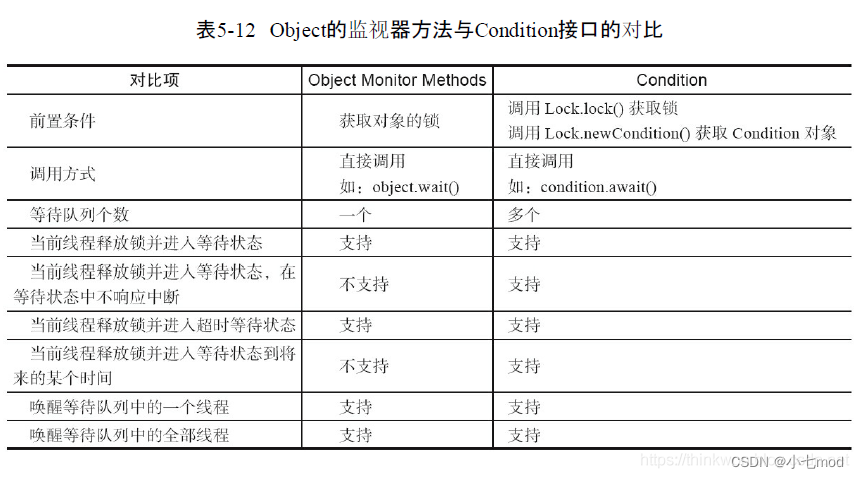 表5-12 Object的监视器方法与Condition接口的对比
对比项 Object Monitor Methods Condition
前置条件 获取对象的锁 调用 Lock.lock() 获取锁
调用 Lock.newCondition() 获取 Condition 对象
调用方式 直接调用 直接调用
如：object.wait() 如：condition.await()
等待队列个数 一个 多个
当前线程释放锁并进入等待状态 支持 支持
当前线程释放锁并进入等待状态，在
等待状态中不响应中断 不支持 支持
当前线程释放锁并进入超时等待状态 支持 支持
当前线程释放锁并进入等待状态到将
来的某个时间 不支持 支持
唤醒等待队列中的一个线程 支持 支持
唤醒等待队列中的全部线程 支持 支持
https://thinkw
CSDN @小七mod